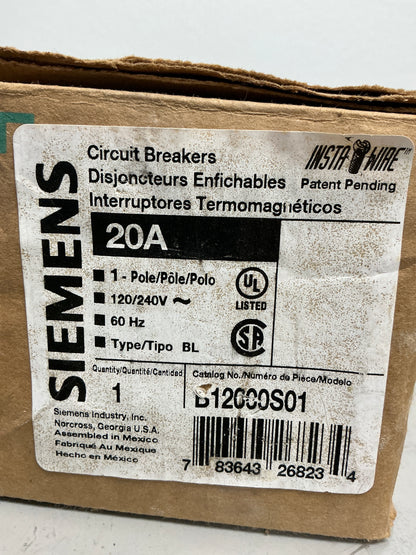 SIEMENS
Circuit Breakers
Disjoncteurs Enfichables
Interruptores Termomagnéticos
INSTA WIRE™
Patent Pending
20A
1 - Pole/Pôle/Polo
120/240V ~
60 Hz
Type/Tipo BL
UL
LISTED
SA
Quantity/Quantité/Cantidad
1
Catalog No./Numéro de Pièce/Modelo
B12000S01
Siemens Industry, Inc.
Norcross, Georgia U.S.A.
Assembled in Mexico
Fabriqué Au Mexique
Hecho en México
7 83643 26823 4